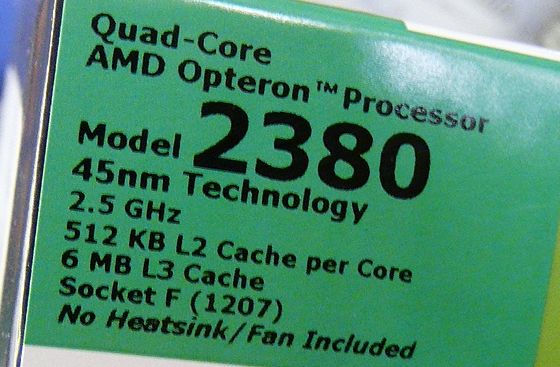 Quad-Core
AMD Opteron™ Processor
Model 2380
45nm Technology
2.5 GHz
512 KB L2 Cache per Core
6 MB L3 Cache
Socket F (1207)
No Heatsink/Fan Included